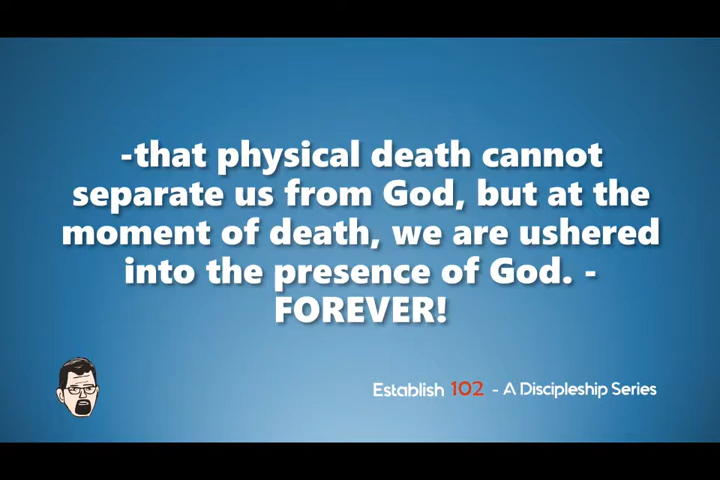 -that physical death cannot
separate us from God, but at the
moment of death, we are ushered
into the presence of God. -
FOREVER!
Establish 102 - A Discipleship Series